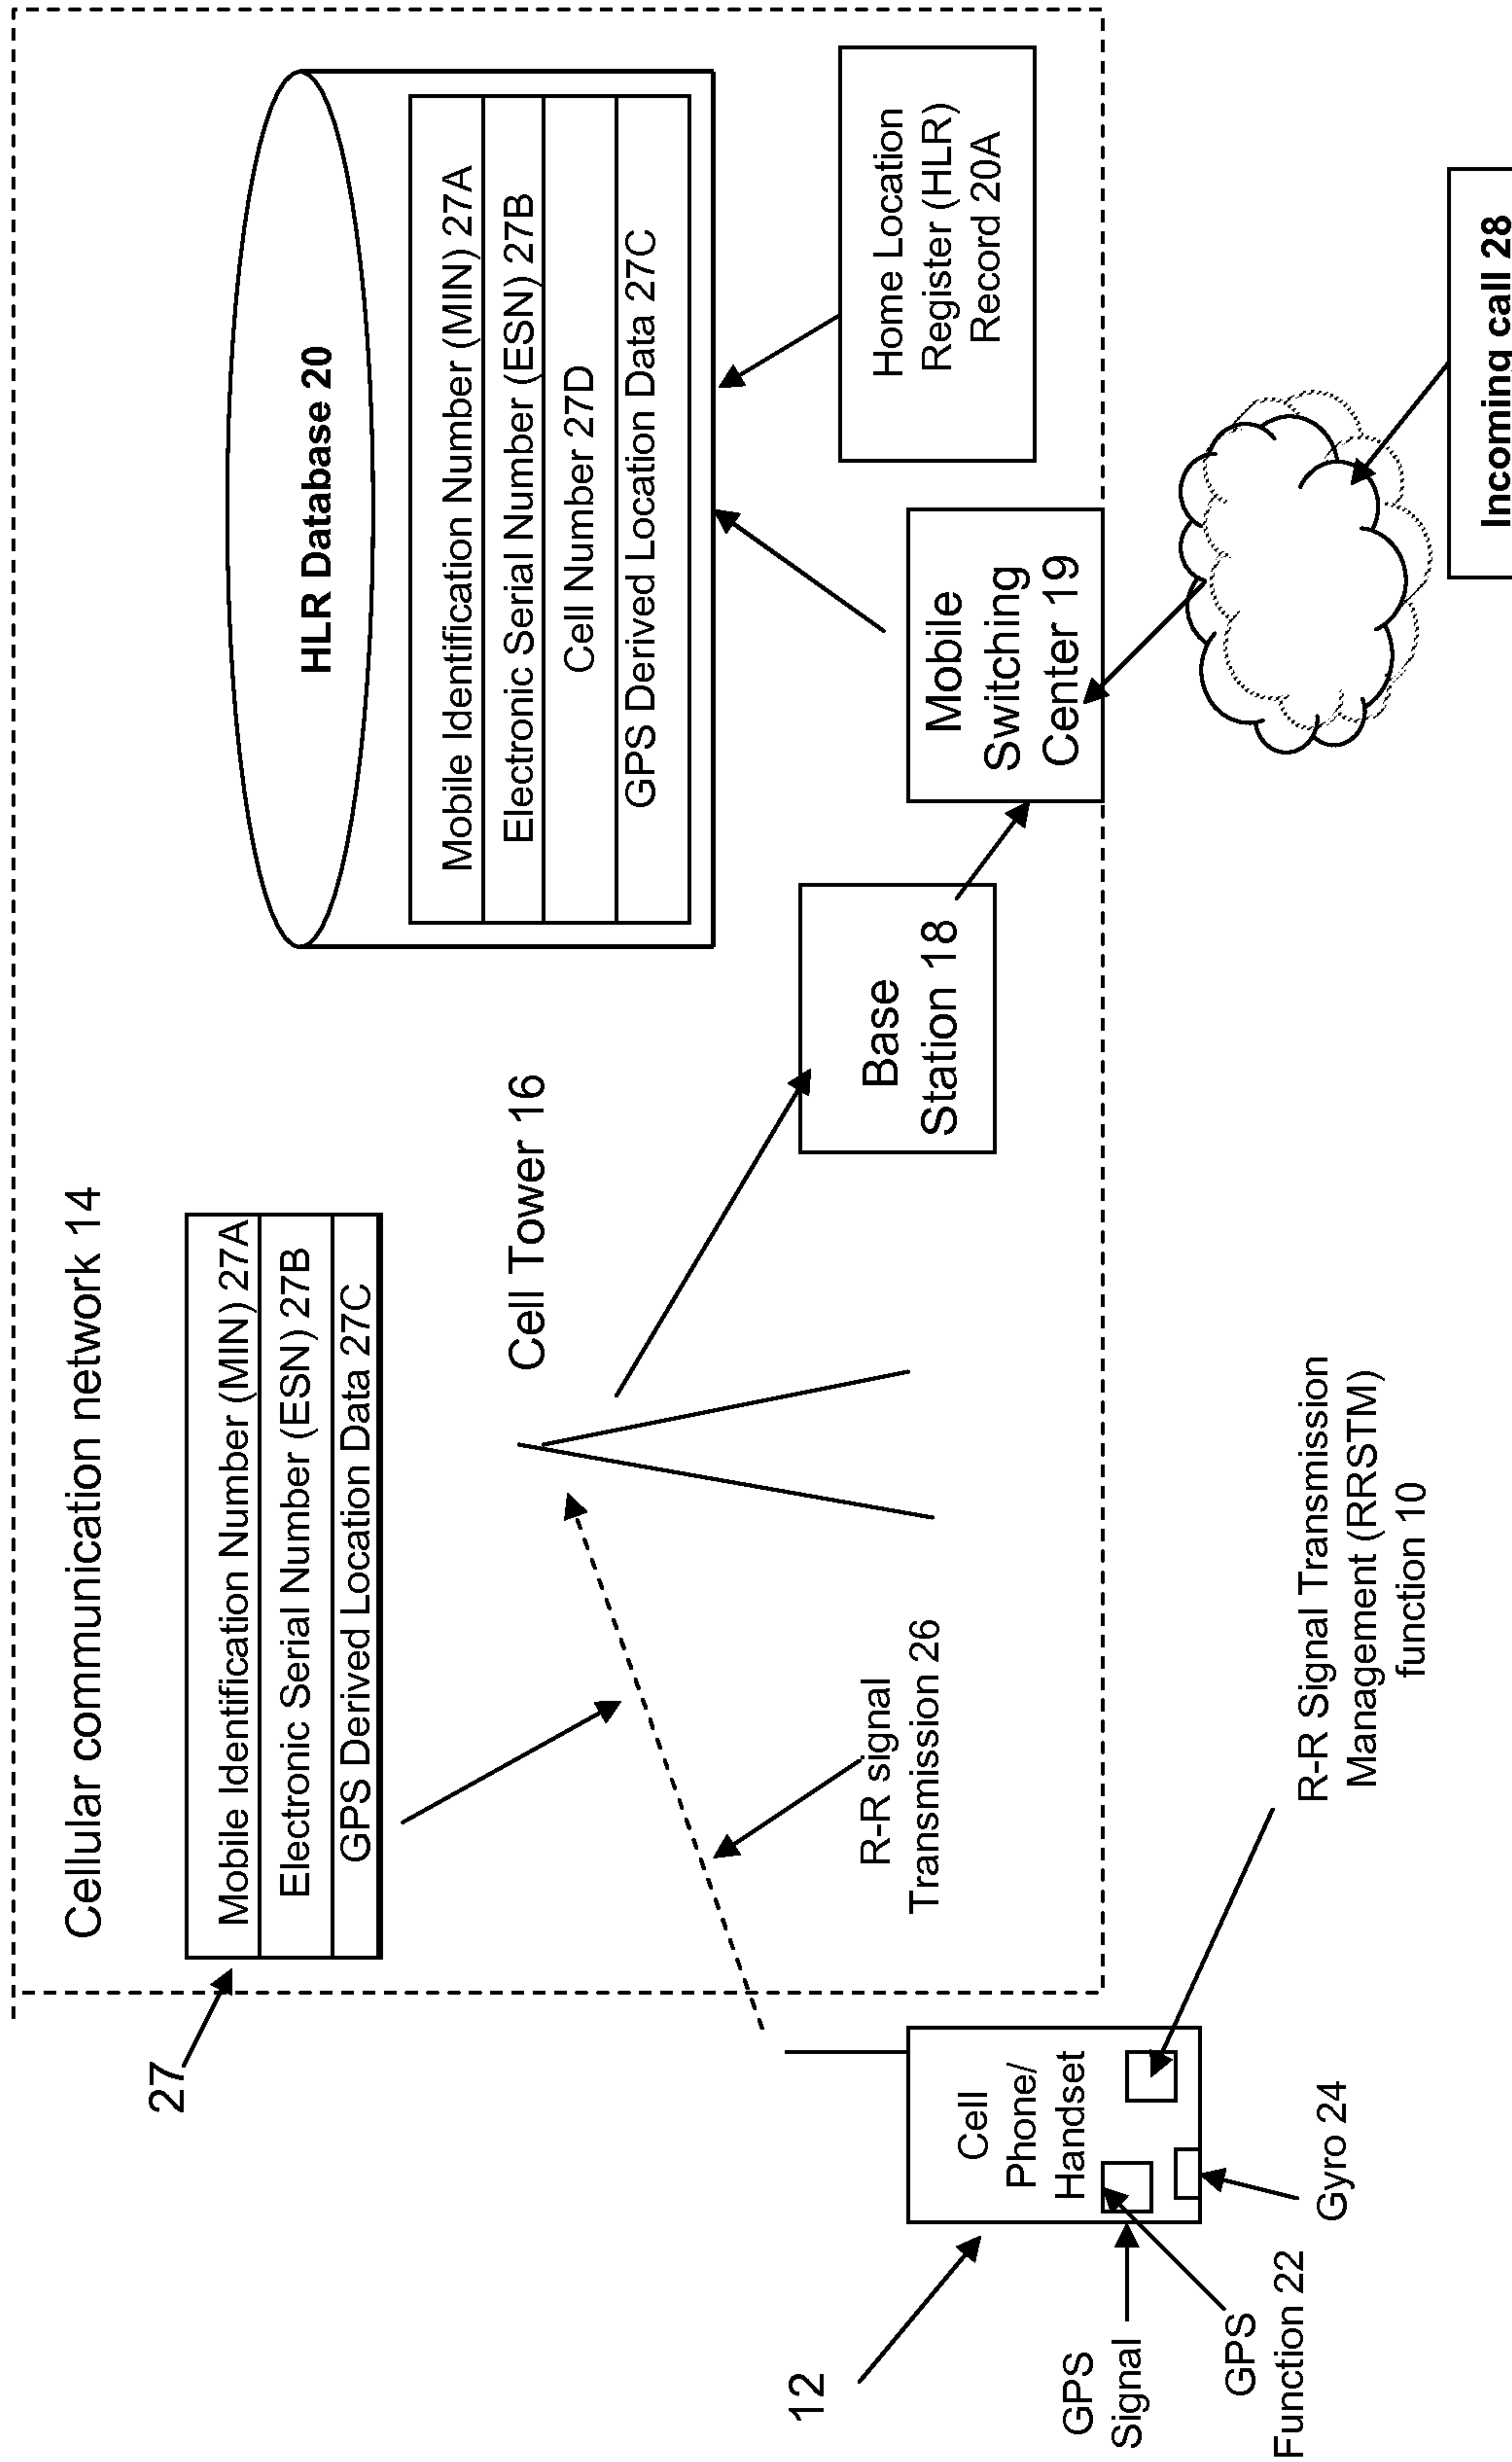 Cellular communication network 14
27
Mobile Identification Number (MIN) 27A
Electronic Serial Number (ESN) 27B
GPS Derived Location Data 27C
HLR Database 20
Mobile Identification Number (MIN) 27A
Electronic Serial Number (ESN) 27B
Cell Number 27D
GPS Derived Location Data 27C
Cell Tower 16
Home Location
Register (HLR)
Record 20A
Base
Station 18
Mobile
Switching
Center 19
R-R signal
Transmission 26
12
Cell
Phone/
Handset
GPS
Signal
GPS
Function 22
Gyro 24
R-R Signal Transmission
Management (RRSTM)
function 10
Incoming call 28